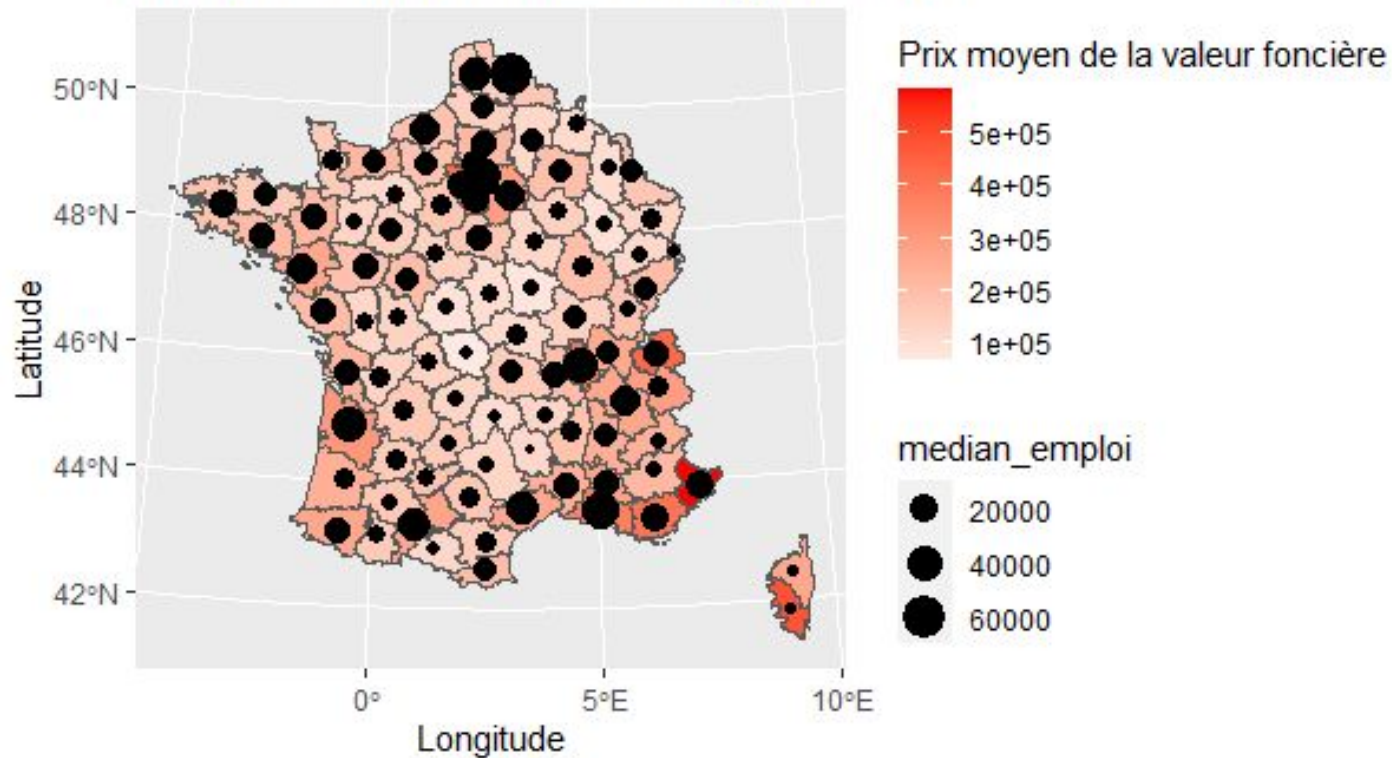 50°N
48°N
46°N
44°N
42°N
Latitude
0°
5°E
10°E
Longitude
Prix moyen de la valeur foncière
5e+05
4e+05
3e+05
2e+05
1e+05
median_emploi
20000
40000
60000